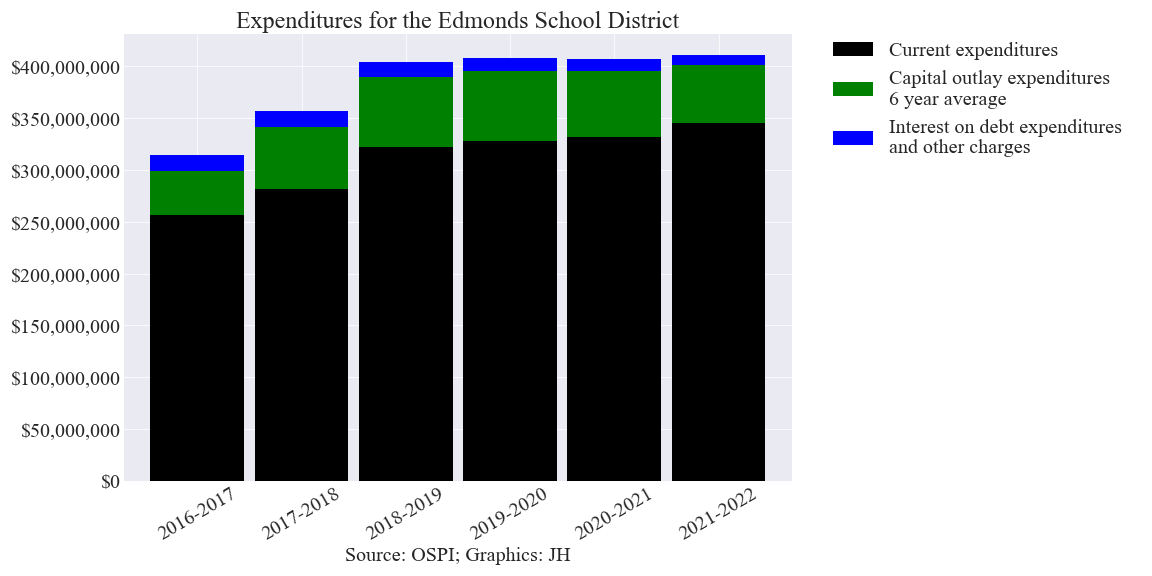 Expenditures for the Edmonds School District
$400,000,000
$350,000,000
$300,000,000
$250,000,000
$200,000,000
$150,000,000
$100,000,000
$50,000,000
$0
2016-2017
2017-2018
2018-2019
2019-2020
2020-2021
2021-2022
Source: OSPI; Graphics: JH
Current expenditures
Capital outlay expenditures
6 year average
Interest on debt expenditures
and other charges